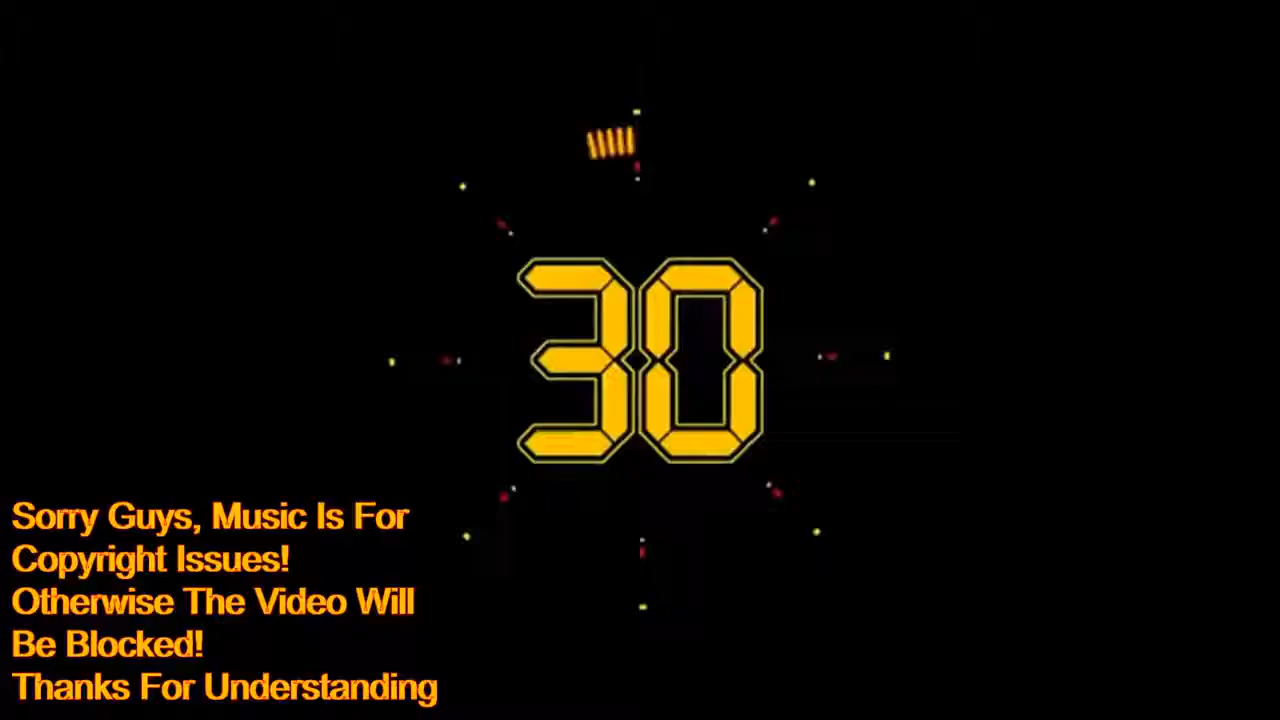 30
Sorry Guys, Music Is For
Copyright Issues!
Otherwise The Video Will
Be Blocked!
Thanks For Understanding